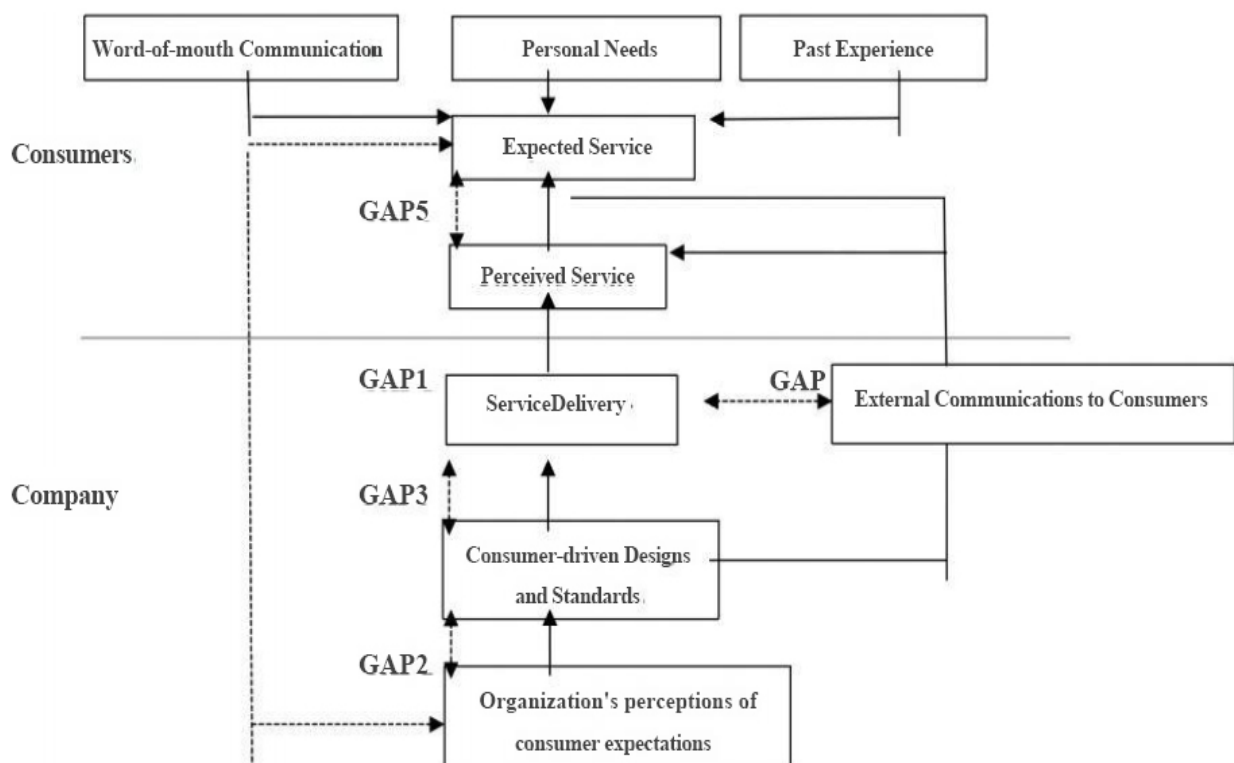 Word-of-mouth Communication
Personal Needs
Past Experience
Expected Service
Consumers
GAP5
Perceived Service
GAP1
ServiceDelivery
GAP
External Communications to Consumers
Company
GAP3
Consumer-driven Designs
and Standards
GAP2
Organization's perceptions of
consumer expectations